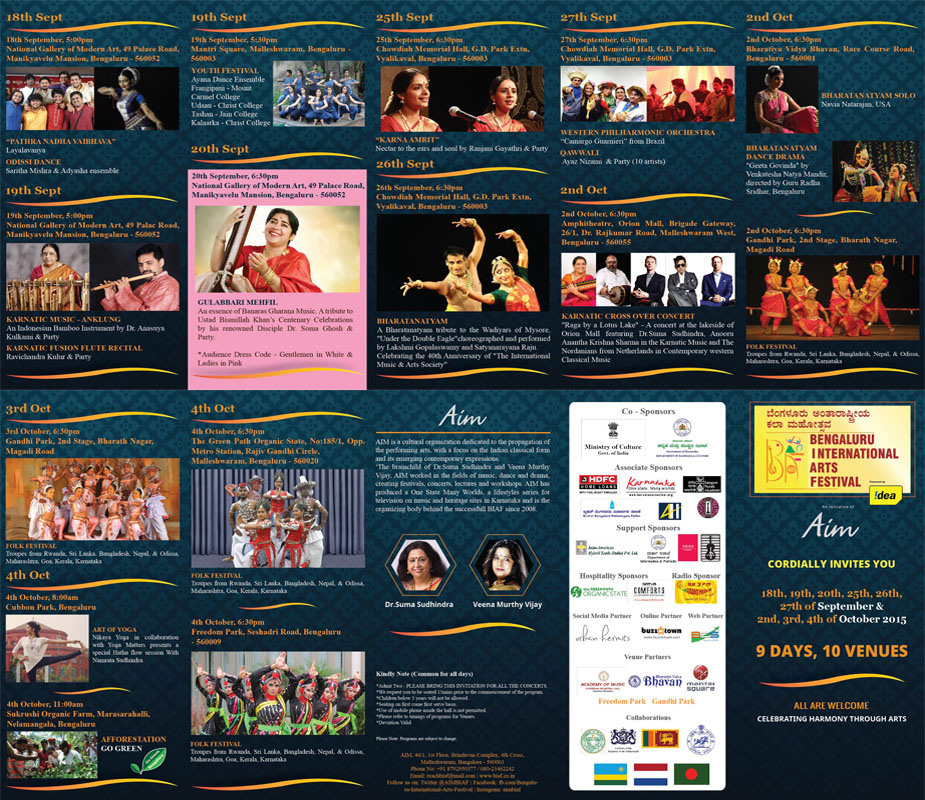 18th Sept
18th September, 5:00pm
National Gallery of Modern Art, 49 Palace Road,
Manikyavelu Mansion, Bengaluru - 560052
"PATHRA NADHA VAIBHAVA"
Layalavanya
ODISSI DANCE
Saritha Mishra & Adyasha ensemble
19th Sept
19th September, 5:00pm
National Gallery of Modern Art, 49 Palac Road,
Manikyavelu Mansion, Bengaluru - 560052
KARNATIC MUSIC - ANKLUNG
An Indonesian Bamboo Instrument by Dr. Anasuya
Kulkarni & Party
KARNATIC FUSION FLUTE RECITAL
Ravichandra Kulur & Party
19th Sept
19th September, 5:30pm
Mantri Square, Malleshwaram, Bengaluru -
560003
YOUTH FESTIVAL
Ayana Dance Ensemble
Frangipani - Mount
Carmel College
Udaan - Christ College
Tashan - Jain College
Kalaarka - Christ College
20th Sept
20th September, 6:30pm
National Gallery of Modern Art, 49 Palace Road,
Manikyavelu Mansion, Bengaluru - 560052
GULABBARI MEHFIL
An essence of Banaras Gharana Music. A tribute to
Ustad Bismillah Khan's Centenary Celebrations
by his renowned Disciple Dr. Soma Ghosh &
Party.
*Audience Dress Code - Gentlemen in White &
Ladies in Pink
25th Sept
25th September, 6:30pm
Chowdiah Memorial Hall, G.D. Park Extn,
Vyalikaval, Bengaluru - 560003
"KARNA AMRIT"
Nectar to the ears and soul by Ranjani Gayathri & Party
26th Sept
26th September, 6:30pm
Chowdiah Memorial Hall, G.D. Park Extn,
Vyalikaval, Bengaluru - 560003
BHARATANATYAM
A Bharatanatyam tribute to the Wadiyars of Mysore,
"Under the Double Eagle"choreographed and performed
by Lakshmi Gopalaswamy and Satyanarayana Raju.
Celebrating the 40th Anniversary of "The International
Music & Arts Society"
27th Sept
27th September, 6:30pm
Chowdiah Memorial Hall, G.D. Park Extn,
Vyalikaval, Bengaluru - 560003
WESTERN PHILHARMONIC ORCHESTRA
"Camargo Guarnieri" from Brazil
QAWWALI
Ayaz Nizami & Party (10 artists)
2nd Oct
2nd October, 6:30pm
Amphitheatre, Orion Mall, Brigade Gateway,
26/1, Dr. Rajkumar Road, Malleshwaram West,
Bengaluru - 560055
KARNATIC CROSS OVER CONCERT
"Raga by a Lotus Lake" - A concert at the lakeside of
Orion Mall featuring Dr.Suma Sudhindra, Anoorn
Anantha Krishna Sharma in the Karnatic Music and The
Nordanians from Netherlands in Contemporary western
Classical Music
2nd Oct
2nd October, 6:30pm
Bharatiya Vidya Bhavan, Race Course Road,
Bengaluru - 560001
BHARATANATYAM SOLO
Navia Natarajan, USA
BHARATANATYAM
DANCE DRAMA
"Geeta Govinda" by
Venkatesha Natya Mandir,
directed by Guru Radha
Sridhar, Bengaluru
2nd October, 6:30pm
Gandhi Park, 2nd Stage, Bharath Nagar,
Magadi Road
FOLK FESTIVAL
Troupes from Rwanda, Sri Lanka, Bangladesh, Nepal, & Odissa,
Maharashtra, Goa, Kerala, Karnataka
3rd Oct
3rd October, 6:30pm
Gandhi Park, 2nd Stage, Bharath Nagar,
Magadi Road
FOLK FESTIVAL
Troupes from Rwanda, Sri Lanka, Bangladesh, Nepal, & Odissa,
Maharashtra, Goa, Kerala, Karnataka
4th Oct
4th October, 8:00am
Cubbon Park, Bengaluru
ART OF YOGA
Nikaya Yoga in collaboration
with Yoga Matters presents a
special Hatha flow session With
Namrata Sudhindra.
4th October, 11:00am
Sukrushi Organic Farm, Marasarahalli,
Nelamangala, Bengaluru
AFFORESTATION
GO GREEN
4th Oct
4th October, 6:30pm
The Green Path Organic State, No:185/1, Opp.
Metro Station, Rajiv Gandhi Circle,
Malleshwaram, Bengaluru - 560020
FOLK FESTIVAL
Troupes from Rwanda, Sri Lanka, Bangladesh, Nepal, & Odissa,
Maharashtra, Goa, Kerala, Karnataka
4th October, 6:30pm
Freedom Park, Seshadri Road, Bengaluru
- 560009
FOLK FESTIVAL
Troupes from Rwanda, Sri Lanka, Bangladesh, Nepal, & Odissa,
Maharashtra, Goa, Kerala, Karnataka
Aim
AIM is a cultural organization dedicated to the propagation of
the performing arts, with a focus on the Indian classical form
and its emerging contemporary expressions.
'The brainchild of Dr.Suma Sudhindra and Veena Murthy
Vijay, AIM worked in the fields of music, dance and drama,
creating festivals, concerts, lectures and workshops. AIM has
produced a One State Many Worlds, a lifestyles series for
television on music and heritage sites in Karnataka and is the
organizing body behind the successfull BIAF since 2008.
Dr.Suma Sudhindra
Veena Murthy Vijay
Kindly Note (Common for all days)
*Admit Two - PLEASE BRING THIS INVITATION FOR ALL THE CONCERTS.
*We request you to be seated 15min prior to the commencement of the program.
*Children below 5 years will not be allowed.
*Seating on first come first serve basis.
*Use of mobile phone inside the hall is not permitted.
*Please refer to timings of programs for Venues.
*Deviation Valid
Please Note: Programs are subject to change.
AIM, 46/1, 1st Floor, Brindavan Complex, 4th Cross,
Malleshwaram, Bangalore - 560003
Phone No: +91 8792950377 / 080-23462242
Follow us on: Twitter @AIMBIAF | Facebook: fb.com/Bengalu-
ru-International-Arts-Festival | Instagram: aimbiaf
Co - Sponsors
Ministry of Culture
Associate Sponsors
HDFC
HOME LOANS
Karnataka
One state. Many worlds.
AH
Support Sponsors
Hospitality Sponsors
Radio Sponsor
ORGANIC STATE
COMFORTS
Social Media Partner
Online Partner
Web Partner
urban hermits
buzztown
Venue Partners
ACADEMY OF MUSIC
Bharatiya Vidya
Bhavan
mantri
square
Freedom Park
Gandhi Park
Collaborations
ಬೆಂಗಳೂರು ಅಂತಾರಾಷ್ಟ್ರೀಯ
ಕಲಾ ಮಹೋತ್ಸವ
BENGALURU
INTERNATIONAL
ARTS
FESTIVAL
Powered by
!dea
An Initiative of
Aim
CORDIALLY INVITES YOU
18th, 19th, 20th, 25th, 26th,
27th of September &
2nd, 3rd, 4th of October 2015
9 DAYS, 10 VENUES
ALL ARE WELCOME
CELEBRATING HARMONY THROUGH ARTS